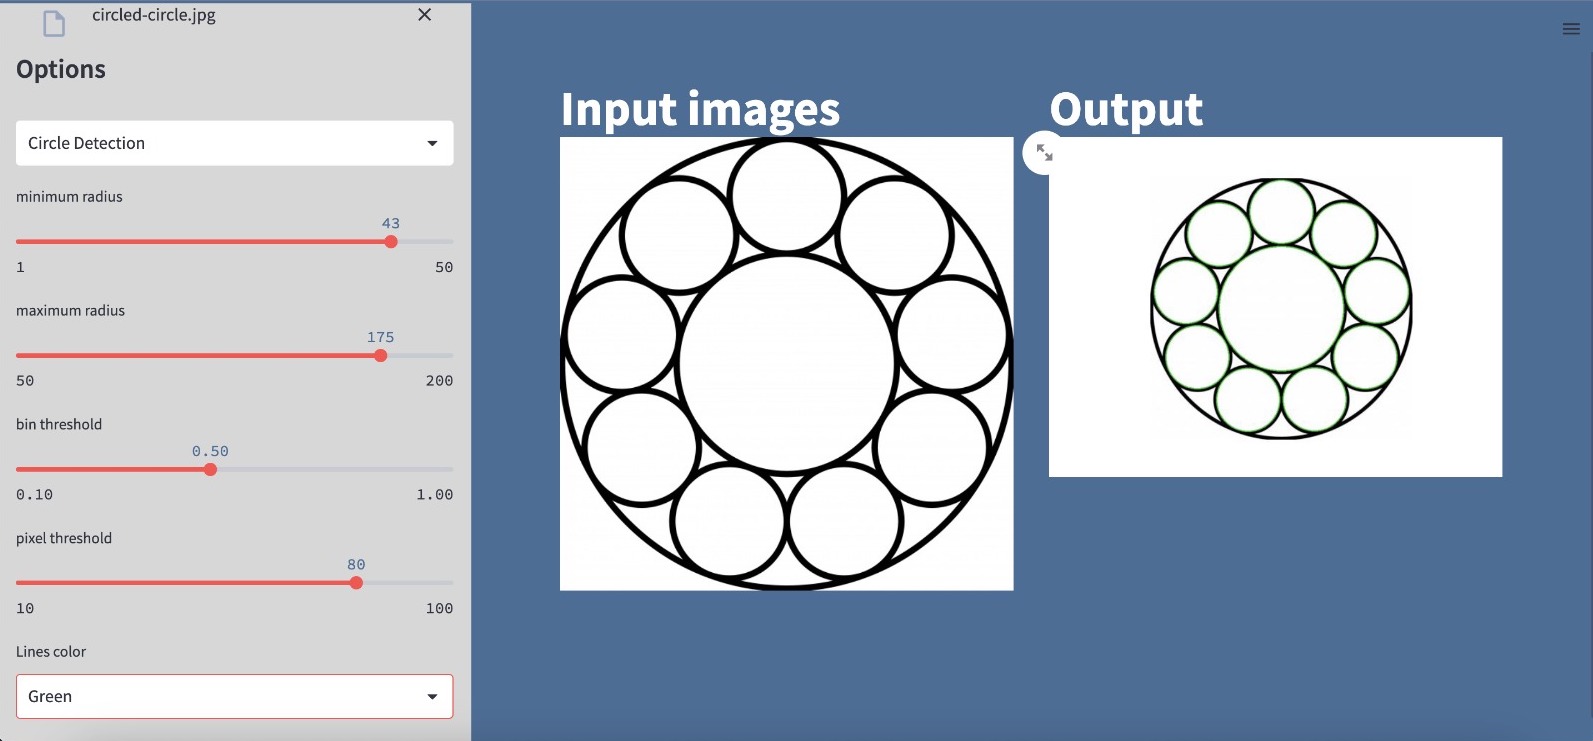 circled-circle.jpg
Options
Circle Detection
minimum radius
43
1 50
maximum radius
175
50 200
bin threshold
0.50
0.10 1.00
pixel threshold
80
10 100
Lines color
Green
Input images
Output